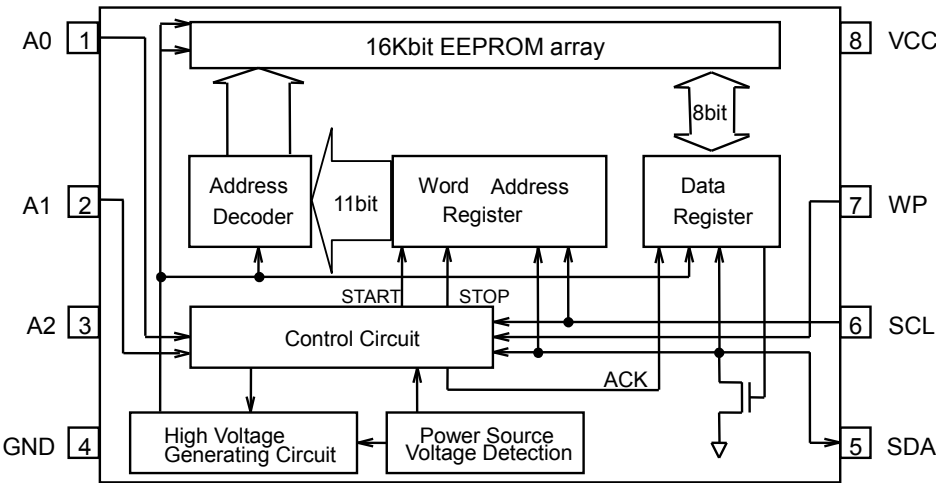 A0 1
16Kbit EEPROM array
8 VCC
8bit
Address
Decoder
11bit
Word Address
Register
Data
Register
A1 2
7 WP
START STOP
A2 3
Control Circuit
6 SCL
ACK
GND 4
High Voltage
Generating Circuit
Power Source
Voltage Detection
5 SDA